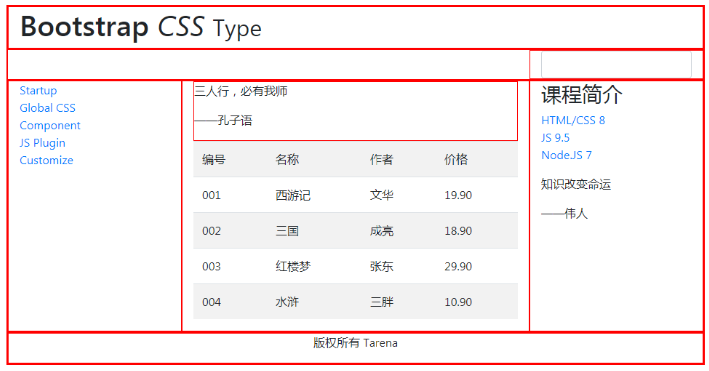 Bootstrap CSS Type
Startup
Global CSS
Component
JS Plugin
Customize
三人行，必有我师
——孔子语
编号 名称 作者 价格
001 西游记 文华 19.90
002 三国 成亮 18.90
003 红楼梦 张东 29.90
004 水浒 三胖 10.90
课程简介
HTML/CSS 8
JS 9.5
NodeJS 7
知识改变命运
——伟人
版权所有 Tarena